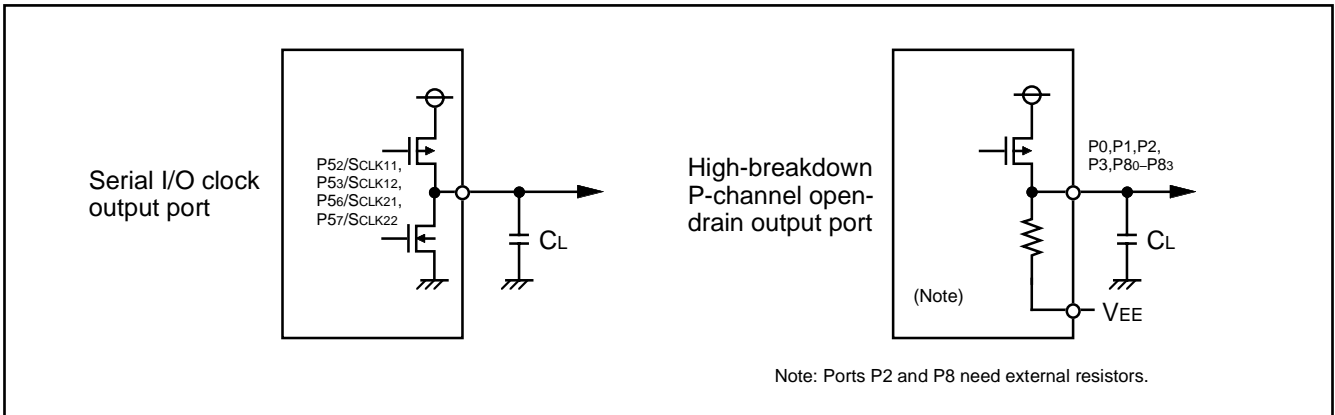 Serial I/O clock
output port
P52/SCLK11,
P53/SCLK12,
P56/SCLK21,
P57/SCLK22
CL
High-breakdown
P-channel open-
drain output port
P0,P1,P2,
P3,P80–P83
CL
(Note)
VEE
Note: Ports P2 and P8 need external resistors.